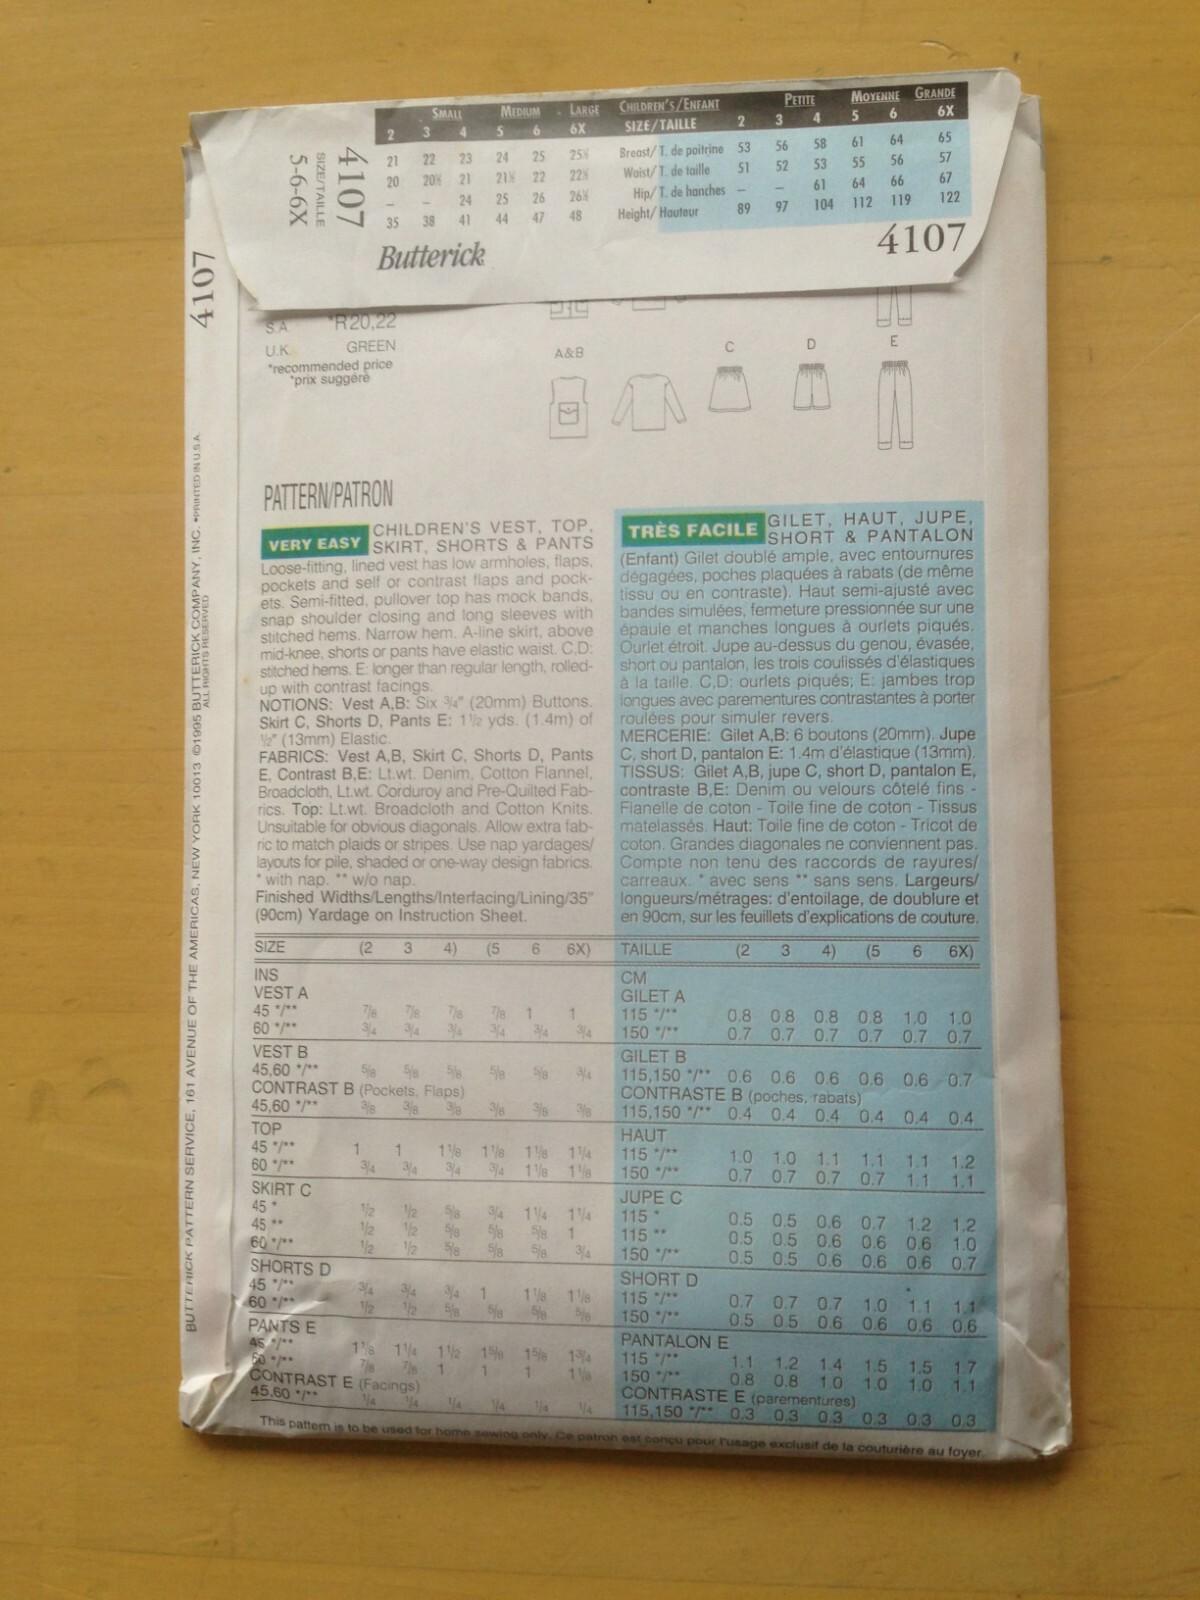 SMALL MEDIUM LARGE CHILDREN'S/ENFANT PETITE MOYENNE GRANDE
2 3 4 5 6 6X SIZE/TAILLE 2 3 4 5 6 6X
21 22 23 24 25 25½ Breast/T. de poitrine 53 56 58 61 64 65
20 20½ 21 21½ 22 22½ Waist/T. de taille 51 52 53 55 56 57
– – 24 25 26 26½ Hip/T. de hanches – – 61 64 66 67
35 38 41 44 47 48 Height/Hauteur 89 97 104 112 119 122
4107
SIZE/TAILLE
5-6-6X
Butterick
4107
4107
BUTTERICK PATTERN SERVICE, 161 AVENUE OF THE AMERICAS, NEW YORK 10013 ©1995 BUTTERICK COMPANY, INC. •PRINTED IN U.S.A.
ALL RIGHTS RESERVED
S.A. *R20,22
U.K. GREEN
*recommended price
*prix suggéré
A&B C D E
PATTERN/PATRON
VERY EASY CHILDREN'S VEST, TOP,
SKIRT, SHORTS & PANTS
Loose-fitting, lined vest has low armholes, flaps,
pockets and self or contrast flaps and pock-
ets. Semi-fitted, pullover top has mock bands,
snap shoulder closing and long sleeves with
stitched hems. Narrow hem. A-line skirt, above
mid-knee, shorts or pants have elastic waist. C,D:
stitched hems. E: longer than regular length, rolled-
up with contrast facings.
NOTIONS: Vest A,B: Six ¾" (20mm) Buttons.
Skirt C, Shorts D, Pants E: 1½ yds. (1.4m) of
½" (13mm) Elastic.
FABRICS: Vest A,B, Skirt C, Shorts D, Pants
E, Contrast B,E: Lt.wt. Denim, Cotton Flannel,
Broadcloth, Lt.wt. Corduroy and Pre-Quilted Fab-
rics. Top: Lt.wt. Broadcloth and Cotton Knits.
Unsuitable for obvious diagonals. Allow extra fab-
ric to match plaids or stripes. Use nap yardages/
layouts for pile, shaded or one-way design fabrics.
* with nap. ** w/o nap.
Finished Widths/Lengths/Interfacing/Lining/35"
(90cm) Yardage on Instruction Sheet.
TRÈS FACILE GILET, HAUT, JUPE,
SHORT & PANTALON
(Enfant) Gilet doublé ample, avec entournures
dégagées, poches plaquées à rabats (de même
tissu ou en contraste). Haut semi-ajusté avec
bandes simulées, fermeture pressionnée sur une
épaule et manches longues à ourlets piqués.
Ourlet étroit. Jupe au-dessus du genou, évasée,
short ou pantalon, les trois coulissés d'élastiques
à la taille. C,D: ourlets piqués; E: jambes trop
longues avec parementures contrastantes à porter
roulées pour simuler revers.
MERCERIE: Gilet A,B: 6 boutons (20mm). Jupe
C, short D, pantalon E: 1.4m d'élastique (13mm).
TISSUS: Gilet A,B, jupe C, short D, pantalon E,
contraste B,E: Denim ou velours côtelé fins -
Flanelle de coton - Toile fine de coton - Tissus
matelassés. Haut: Toile fine de coton - Tricot de
coton. Grandes diagonales ne conviennent pas.
Compte non tenu des raccords de rayures/
carreaux. * avec sens ** sans sens. Largeurs/
longueurs/métrages: d'entoilage, de doublure et
en 90cm, sur les feuillets d'explications de couture.
SIZE (2 3 4) (5 6 6X)
INS
VEST A
45 */** 7/8 7/8 7/8 7/8 1 1
60 */** 3/4 3/4 3/4 3/4 3/4 3/4
VEST B
45,60 */** 5/8 5/8 5/8 5/8 5/8 3/4
CONTRAST B (Pockets, Flaps)
45,60 */** 3/8 3/8 3/8 3/8 3/8 3/8
TOP
45 */** 1 1 1 1/8 1 1/8 1 1/8 1 1/4
60 */** 3/4 3/4 3/4 3/4 1 1/8 1 1/8
SKIRT C
45 * 1/2 1/2 5/8 3/4 1 1/4 1 1/4
45 ** 1/2 1/2 5/8 5/8 5/8 1
60 */** 1/2 1/2 5/8 5/8 5/8 3/4
SHORTS D
45 */** 3/4 3/4 3/4 1 1 1/8 1 1/8
60 */** 1/2 1/2 5/8 5/8 5/8 5/8
PANTS E
45 */** 1 1/8 1 1/4 1 1/2 1 5/8 1 5/8 1 3/4
60 */** 7/8 7/8 1 1 1 1 1/8
CONTRAST E (Facings)
45,60 */** 1/4 1/4 1/4 1/4 1/4 1/4
TAILLE (2 3 4) (5 6 6X)
CM
GILET A
115 */** 0.8 0.8 0.8 0.8 1.0 1.0
150 */** 0.7 0.7 0.7 0.7 0.7 0.7
GILET B
115,150 */** 0.6 0.6 0.6 0.6 0.6 0.7
CONTRASTE B (poches, rabats)
115,150 */** 0.4 0.4 0.4 0.4 0.4 0.4
HAUT
115 */** 1.0 1.0 1.1 1.1 1.1 1.2
150 */** 0.7 0.7 0.7 0.7 1.1 1.1
JUPE C
115 * 0.5 0.5 0.6 0.7 1.2 1.2
115 ** 0.5 0.5 0.6 0.6 0.6 1.0
150 */** 0.5 0.5 0.6 0.6 0.6 0.7
SHORT D
115 */** 0.7 0.7 0.7 1.0 1.1 1.1
150 */** 0.5 0.5 0.6 0.6 0.6 0.6
PANTALON E
115 */** 1.1 1.2 1.4 1.5 1.5 1.7
150 */** 0.8 0.8 1.0 1.0 1.0 1.1
CONTRASTE E (parementures)
115,150 */** 0.3 0.3 0.3 0.3 0.3 0.3
This pattern is to be used for home sewing only. Ce patron est conçu pour l'usage exclusif de la couturière au foyer.